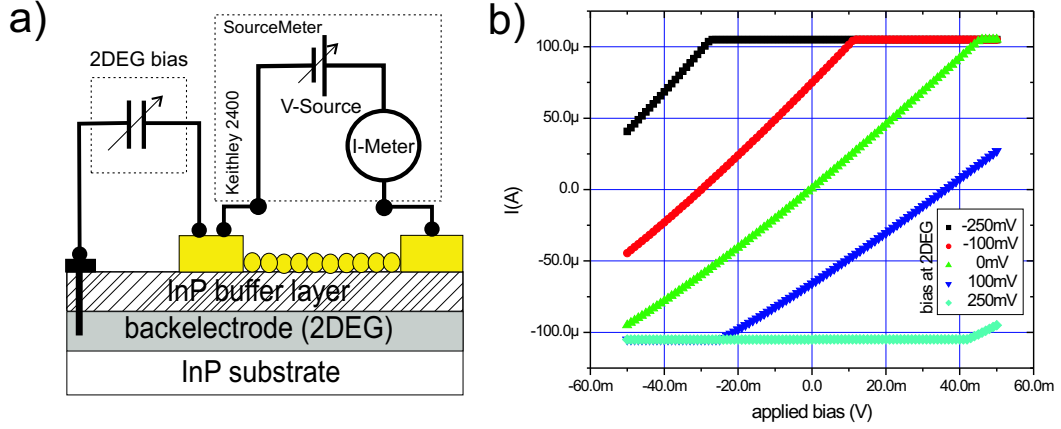 a)
SourceMeter
2DEG bias
V-Source
Keithley 2400
I-Meter
InP buffer layer
backelectrode (2DEG)
InP substrate
b)
100.0µ
50.0µ
0.0
-50.0µ
-100.0µ
I(A)
-60.0m -40.0m -20.0m 0.0 20.0m 40.0m 60.0m
applied bias (V)
bias at 2DEG
-250mV
-100mV
0mV
100mV
250mV